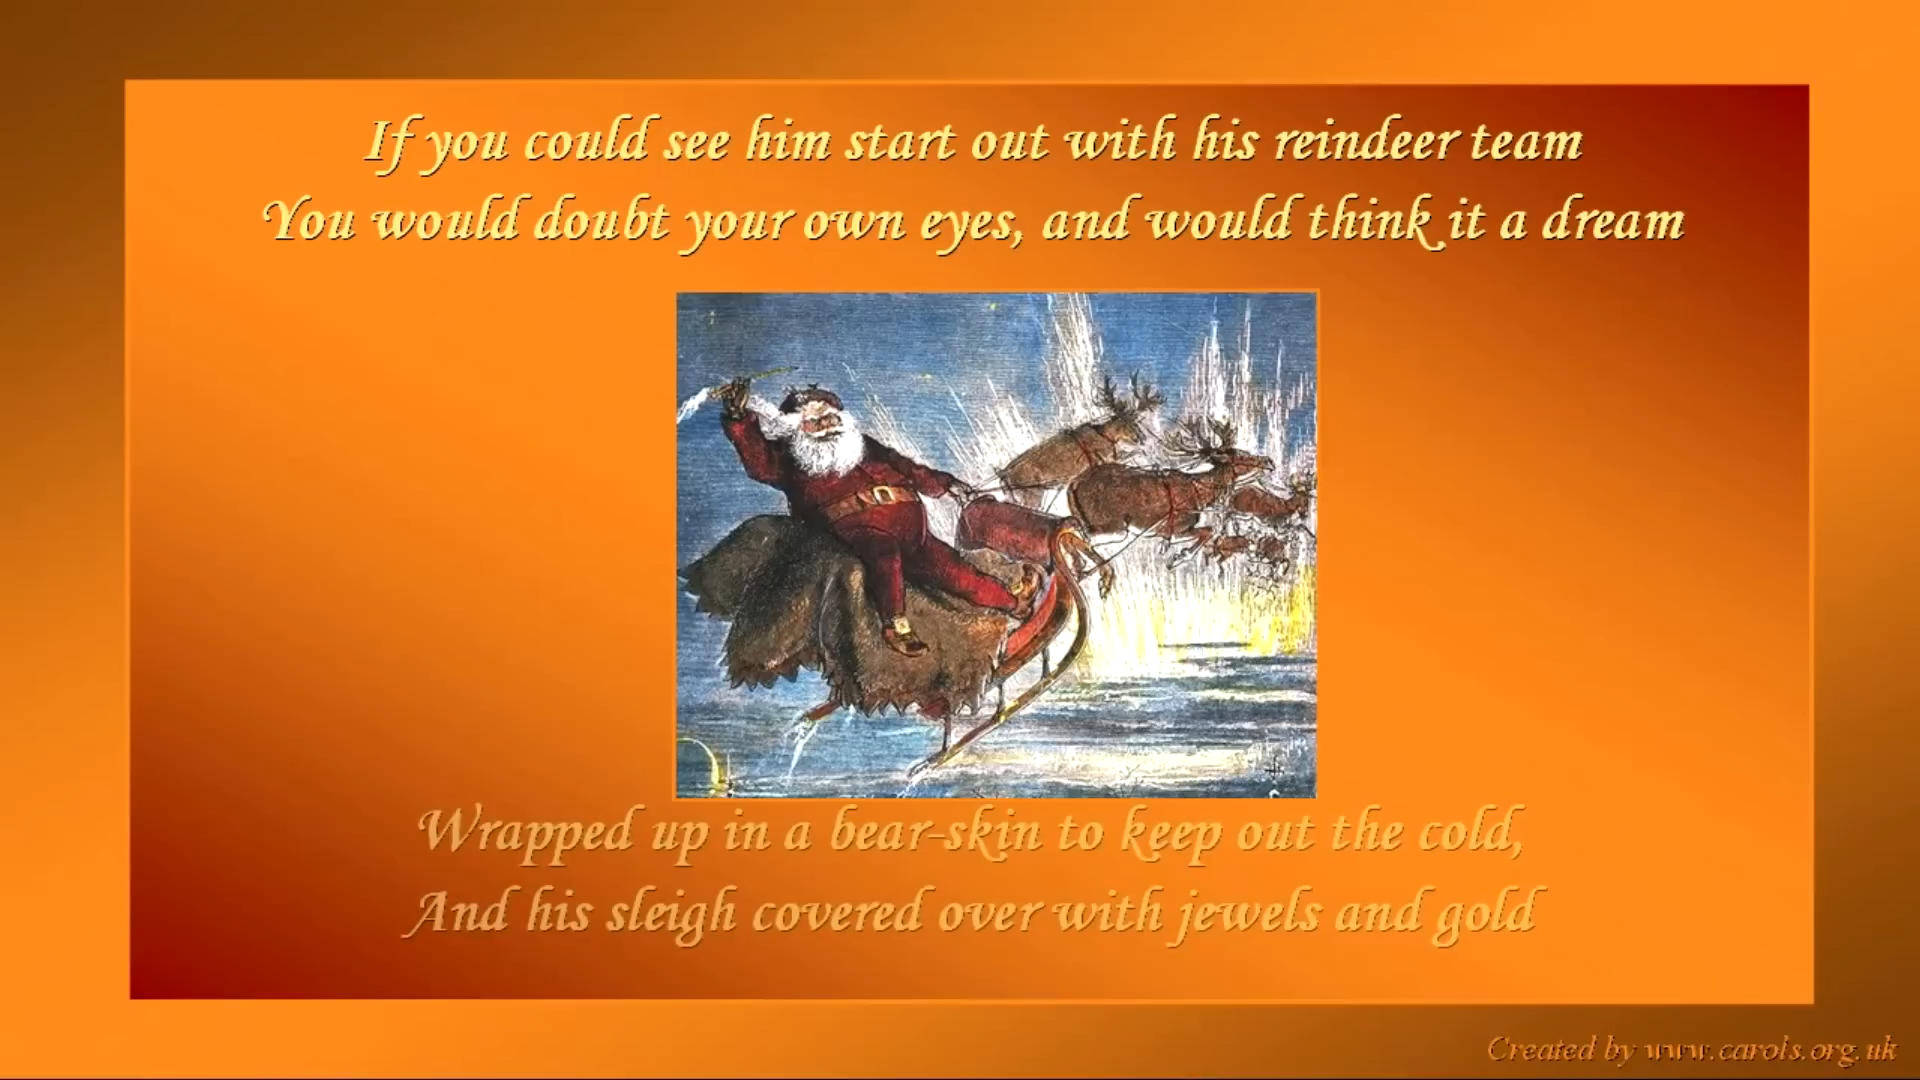 If you could see him start out with his reindeer team
You would doubt your own eyes, and would think it a dream
Wrapped up in a bear-skin to keep out the cold,
And his sleigh covered over with jewels and gold
Created by www.carols.org.uk